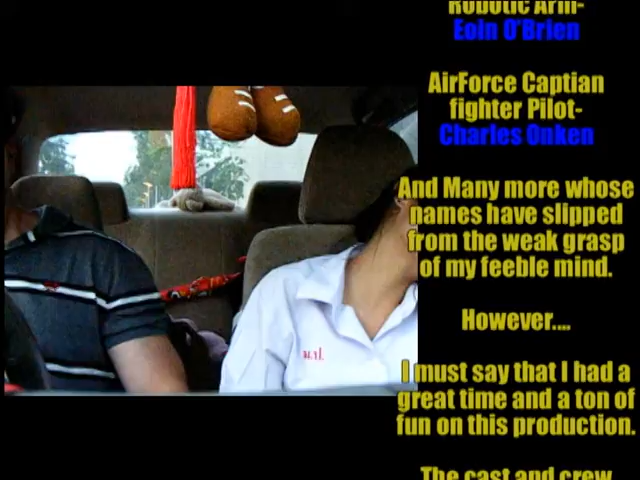 Robotic Arm-
Eoin O'Brien
AirForce Captian
fighter Pilot-
Charles Onken
And Many more whose
names have slipped
from the weak grasp
of my feeble mind.
However....
I must say that I had a
great time and a ton of
fun on this production.
The cast and crew